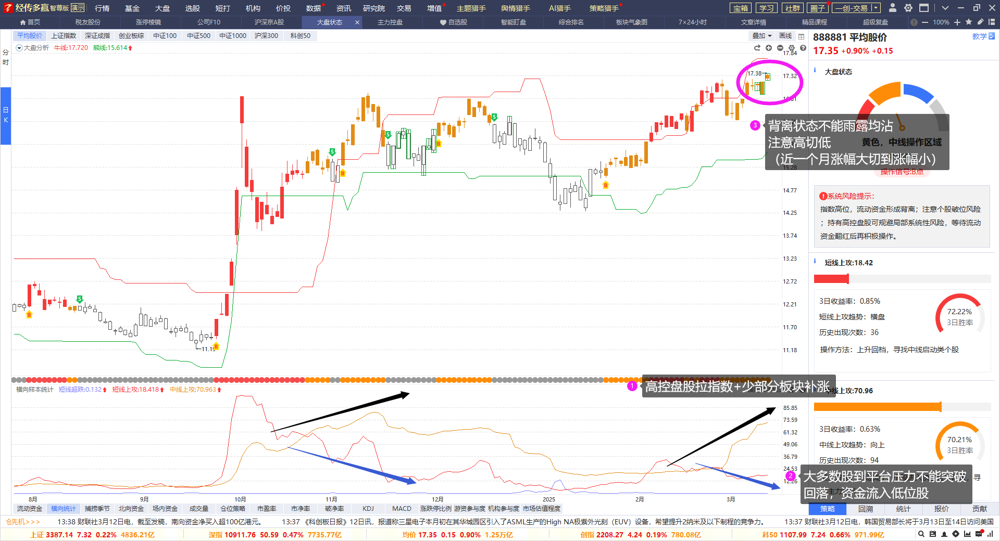 经传多赢 智尊版 演示 行情 基金 大盘 选股 短打 机构 价投 数据 资讯 研究院 交易 增值 主题猎手 舆情猎手 AI猎手 策略猎手 宝箱 学习 社群 圈子 一创-交易
首页 税友股份 涨停棱镜 公司F10 沪深京A股 大盘状态 × 主力控盘 自选股 智能盯盘 综合排名 板块气象图 7×24小时 文章详情 精品课程 超级复盘 100%
平均股价 上证指数 深证成指 创业板综 中证100 中证500 中证1000 沪深300 科创50 叠加 画线
分时
日K
大盘分析 牛线:17.720 熊线:15.614
17.84
17.32
15.28
14.77
14.25
13.74
13.23
12.72
12.21
11.70
11.18
17.38
S
B
S
B
S
B
S
B
B
B
横向样本统计 短线超跌:0.132 短线上攻:18.418 中线上攻:70.963
1 高控盘股拉指数+少部分板块补涨
85.85
73.59
61.32
49.06
36.79
24.53
12.26
8月 9月 10月 11月 12月 2025 2月 3月
流动资金 横向统计 捕捞季节 北向资金 场内资金 成交量 仓位策略 市盈率 市净率 破净率 KDJ MACD 涨跌停比例 游资参与度 机构参与度 市场估值程度
888881 平均股价 教学
17.35 +0.90% +0.15
大盘状态
3 背离状态不能雨露均沾
注意高切低
（近一个月涨幅大切到涨幅小）
黄色，中线操作区域
操作信号:B点
系统风险提示：
指数高位，流动资金形成背离；注意个股破位风险
；持有高控盘股可规避局部系统性风险，等待流动
资金翻红后再积极操作。
短线上攻:18.42
3日收益率：0.85%
短线上攻趋势：横盘
历史出现次数：36
72.22%
3日胜率
操作方法：上升回档，寻找中线启动类个股
中线上攻:70.96
3日收益率：0.63%
中线上攻趋势：向上
历史出现次数：94
70.21%
3日胜率
2 大多数股到平台压力不能突破
回落，资金流入低位股
策略 回溯 统计 报价 贡献
仓先机>>> 13:38 财联社3月12日电，截至发稿，南向资金净买入超100亿港元。 13:37 《科创板日报》12日讯，报道称三星电子本月初在其华城园区引入了ASML生产的High NA极紫外光刻（EUV）设备，希望提升2纳米及以下制程的竞争力。 13:37 财联社3月12日电，韩国贸易部长将于3月13日至14日访问美国
上证 3387.14 7.32 0.22% 4836.21亿 深指 10911.76 50.59 0.47% 7735.77亿 均价 17.35 0.15 0.90% 1.25万亿 创指 2208.27 4.24 0.19% 780.08亿 科50 1107.99 7.24 0.66% 971.99亿